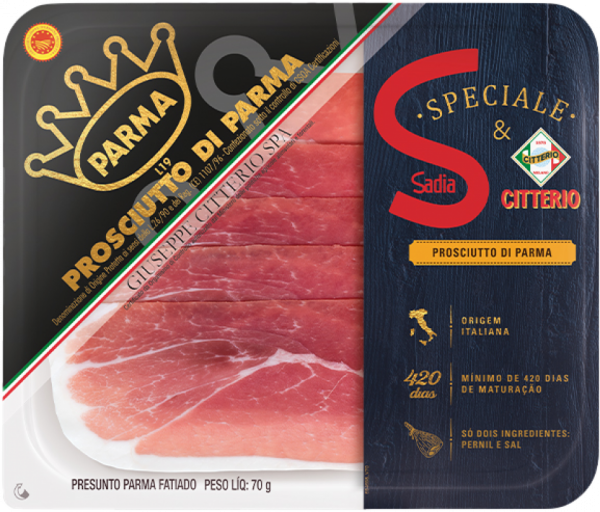 PARMA
L19
PROSCIUTTO DI PARMA
GIUSEPPE CITTERIO SPA
S
Sadia
·SPECIALE·
&
CITTERIO
CITTERIO
PROSCIUTTO DI PARMA
ORIGEM
ITALIANA
420
dias
MÍNIMO DE 420 DIAS
DE MATURAÇÃO
SÓ DOIS INGREDIENTES:
PERNIL E SAL
PRESUNTO PARMA FATIADO PESO LÍQ: 70 g